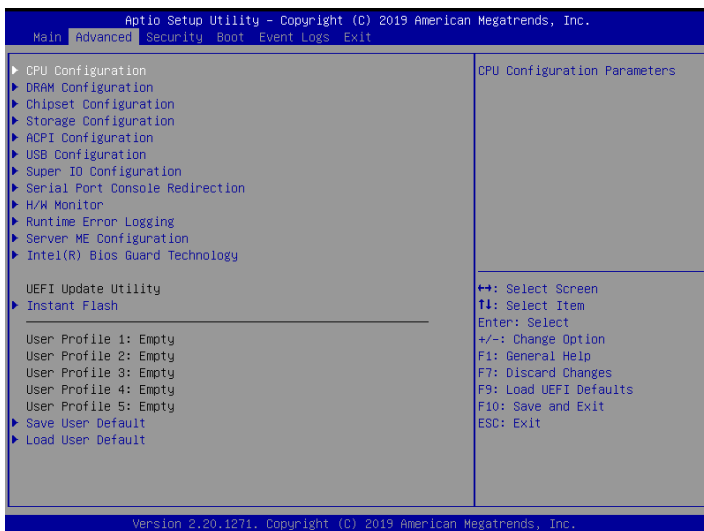 Aptio Setup Utility – Copyright (C) 2019 American Megatrends, Inc.
Main Advanced Security Boot Event Logs Exit
CPU Configuration
DRAM Configuration
Chipset Configuration
Storage Configuration
ACPI Configuration
USB Configuration
Super IO Configuration
Serial Port Console Redirection
H/W Monitor
Runtime Error Logging
Server ME Configuration
Intel(R) Bios Guard Technology
UEFI Update Utility
Instant Flash
User Profile 1: Empty
User Profile 2: Empty
User Profile 3: Empty
User Profile 4: Empty
User Profile 5: Empty
Save User Default
Load User Default
CPU Configuration Parameters
↔: Select Screen
↑↓: Select Item
Enter: Select
+/-: Change Option
F1: General Help
F7: Discard Changes
F9: Load UEFI Defaults
F10: Save and Exit
ESC: Exit
Version 2.20.1271. Copyright (C) 2019 American Megatrends, Inc.